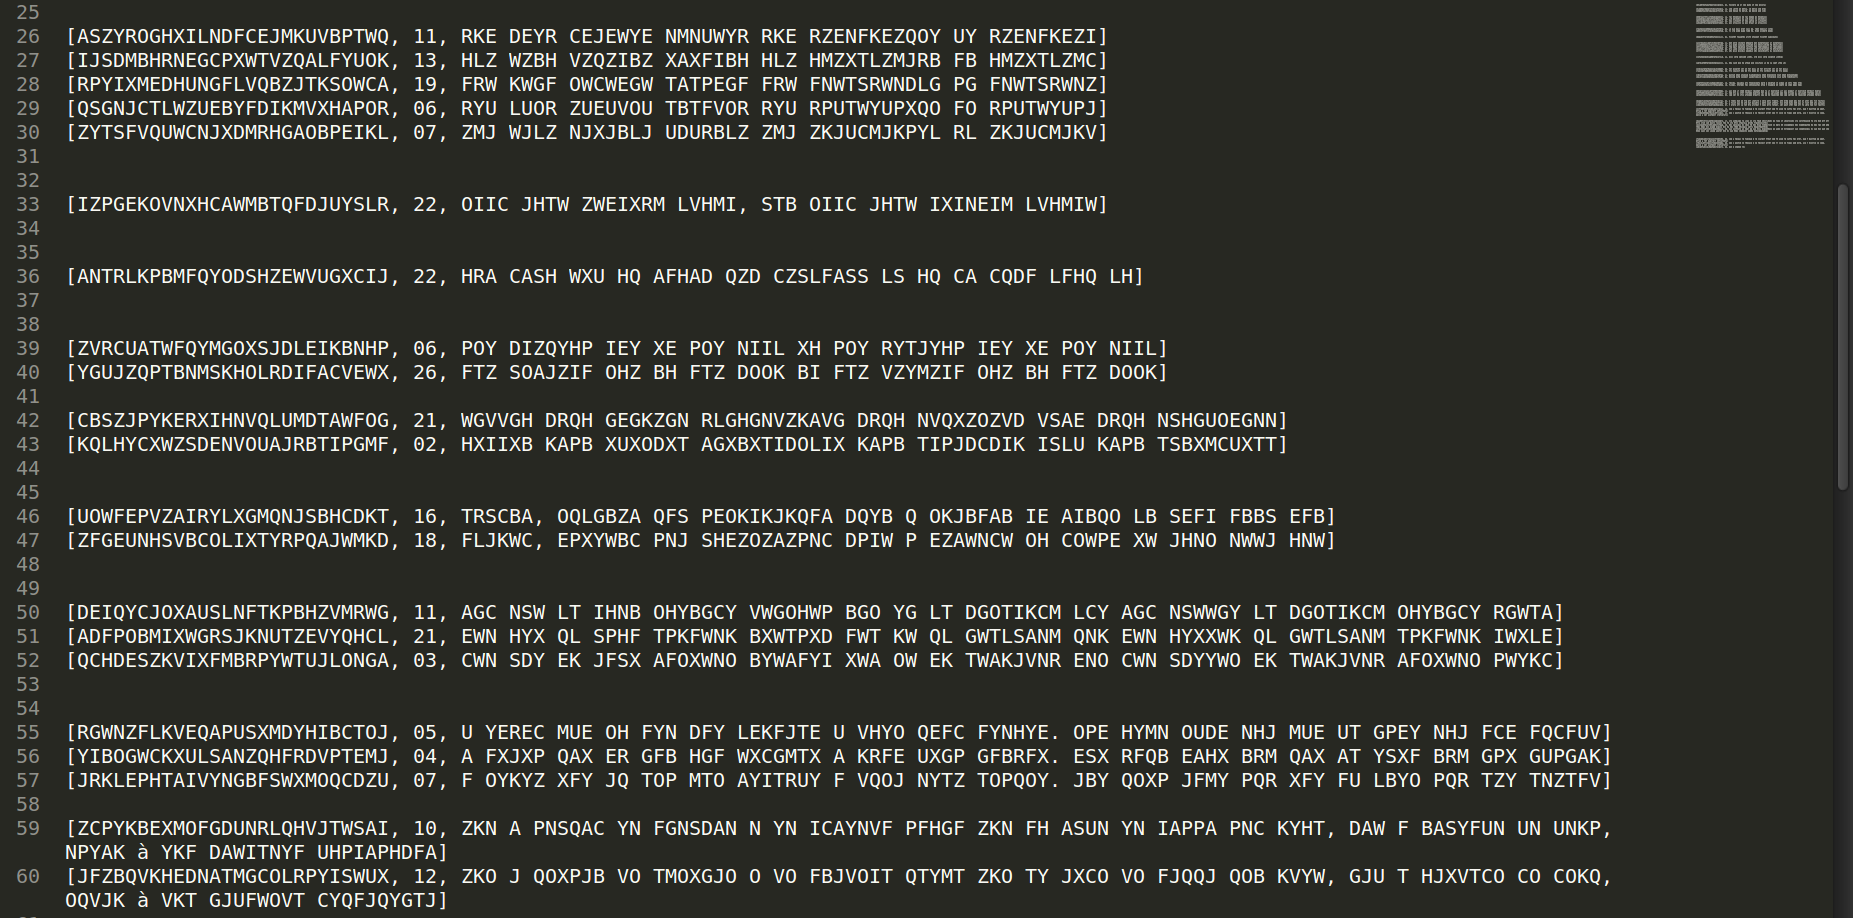 25
26 [ASZYROGHXILNDFCEJMKUVBPTWQ, 11, RKE DEYR CEJEWYE NMNUWYR RKE RZENFKEZQOY UY RZENFKEZI]
27 [IJSDMBHRNEGCPXWTVZQALFYUOK, 13, HLZ WZBH VZQZIBZ XAXFIBH HLZ HMZXTLZMJRB FB HMZXTLZMC]
28 [RPYIXMEDHUNGFLVQBZJTKSOWCA, 19, FRW KWGF OWCWEGW TATPEGF FRW FNWTSRWNDLG PG FNWTSRWNZ]
29 [QSGNJCTLWZUEBYFDIKMVXHAPOR, 06, RYU LUOR ZUEUVOU TBTFVOR RYU RPUTWYUPXQO FO RPUTWYUPJ]
30 [ZYTSFVQUWCNJXDMRHGAOBPEIKL, 07, ZMJ WJLZ NJXJBLJ UDURBLZ ZMJ ZKJUCMJKPYL RL ZKJUCMJKV]
31
32
33 [IZPGEKOVNXHCAWMBTQFDJUYSLR, 22, OIIC JHTW ZWEIXRM LVHMI, STB OIIC JHTW IXINEIM LVHMIW]
34
35
36 [ANTRLKPBMFQYODSHZEWVUGXCIJ, 22, HRA CASH WXU HQ AFHAD QZD CZSLFASS LS HQ CA CQDF LFHQ LH]
37
38
39 [ZVRCUATWFQYMGOXSJDLEIKBNHP, 06, POY DIZQYHP IEY XE POY NIIL XH POY RYTJYHP IEY XE POY NIIL]
40 [YGUJZQPTBNMSKHOLRDIFACVEWX, 26, FTZ SOAJZIF OHZ BH FTZ DOOK BI FTZ VZYMZIF OHZ BH FTZ DOOK]
41
42 [CBSZJPYKERXIHNVQLUMDTAWFOG, 21, WGVVGH DRQH GEGKZGN RLGHGNVZKAVG DRQH NVQXZOZVD VSAE DRQH NSHGUOEGNN]
43 [KQLHYCXWZSDENVOUAJRBTIPGMF, 02, HXIIXB KAPB XUXODXT AGXBXTIDOLIX KAPB TIPJDCDIK ISLU KAPB TSBXMCUXTT]
44
45
46 [UOWFEPVZAIRYLXGMQNJSBHCDKT, 16, TRSCBA, OQLGBZA QFS PEOKIKJKQFA DQYB Q OKJBFAB IE AIBQO LB SEFI FBBS EFB]
47 [ZFGEUNHSVBCOLIXTYRPQAJWMKD, 18, FLJKWC, EPXYWBC PNJ SHEZOZAZPNC DPIW P EZAWNCW OH COWPE XW JHNO NWWJ HNW]
48
49
50 [DEIQYCJOXAUSLNFTKPBHZVMRWG, 11, AGC NSW LT IHNB OHYBGCY VWGOHWP BGO YG LT DGOTIKCM LCY AGC NSWWGY LT DGOTIKCM OHYBGCY RGWTA]
51 [ADFPOBMIXWGRSJKNUTZEVYQHCL, 21, EWN HYX QL SPHF TPKFWNK BXWTPXD FWT KW QL GWTLSANM QNK EWN HYXXWK QL GWTLSANM TPKFWNK IWXLE]
52 [QCHDESZKVIXFMBRPYWTUJLONGA, 03, CWN SDY EK JFSX AFOXWNO BYWAFYI XWA OW EK TWAKJVNR ENO CWN SDYYWO EK TWAKJVNR AFOXWNO PWYKC]
53
54
55 [RGWNZFLKVEQAPUSXMDYHIBCTOJ, 05, U YEREC MUE OH FYN DFY LEKFJTE U VHYO QEFC FYNHYE. OPE HYMN OUDE NHJ MUE UT GPEY NHJ FCE FQCFUV]
56 [YIBOGWCKXULSANZQHFRDVPTEMJ, 04, A FXJXP QAX ER GFB HGF WXCGMTX A KRFE UXGP GFBRFX. ESX RFQB EAHX BRM QAX AT YSXF BRM GPX GUPGAK]
57 [JRKLEPHTAIVYNGBFSWXMOQCDZU, 07, F OYKYZ XFY JQ TOP MTO AYITRUY F VQOJ NYTZ TOPQOY. JBY QOXP JFMY PQR XFY FU LBYO PQR TZY TNZTFV]
58
59 [ZCPYKBEXMOFGDUNRLQHVJTWSAI, 10, ZKN A PNSQAC YN FGNSDAN N YN ICAYNVF PFHGF ZKN FH ASUN YN IAPPA PNC KYHT, DAW F BASYFUN UN UNKP,
NPYAK à YKF DAWITNYF UHPIAPHDFA]
60 [JFZBQVKHEDNATMGCOLRPYISWUX, 12, ZKO J QOXPJB VO TMOXGJO O VO FBJVOIT QTYMT ZKO TY JXCO VO FJQQJ QOB KVYW, GJU T HJXVTCO CO COKQ,
OQVJK à VKT GJUFWOVT CYQFJQYGTJ]